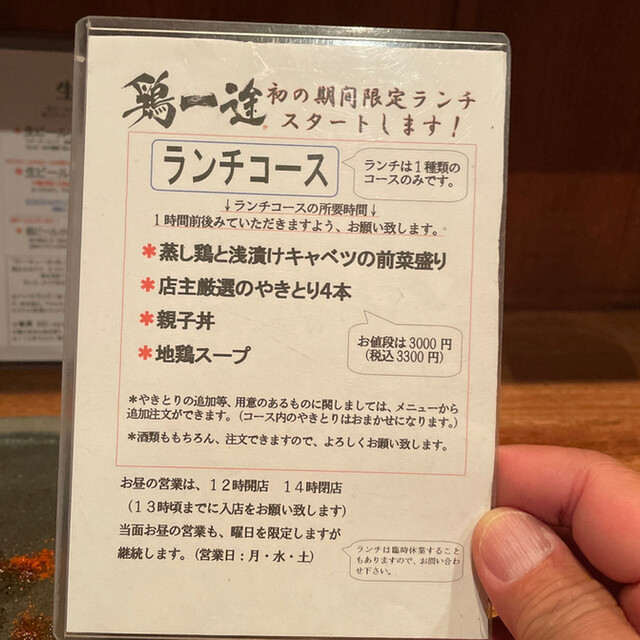 鶏一途 初の期間限定ランチ
スタートします!
ランチコース
ランチは1種類の
コースのみです。
↓ランチコースの所要時間↓
1時間前後みていただきますよう、お願い致します。
*蒸し鶏と浅漬けキャベツの前菜盛り
*店主厳選のやきとり4本
*親子丼
*地鶏スープ
お値段は3000円
(税込3300円)
*やきとりの追加等、用意のあるものに関しましては、メニューから
追加注文ができます。(コース内のやきとりはおまかせになります。)
*酒類ももちろん、注文できますので、よろしくお願い致します。
お昼の営業は、12時開店 14時閉店
(13時頃までに入店をお願い致します)
当面お昼の営業も、曜日を限定しますが
継続します。(営業日:月・水・土)
ランチは臨時休業すること
もありますので、お問い合わ
せ下さい。